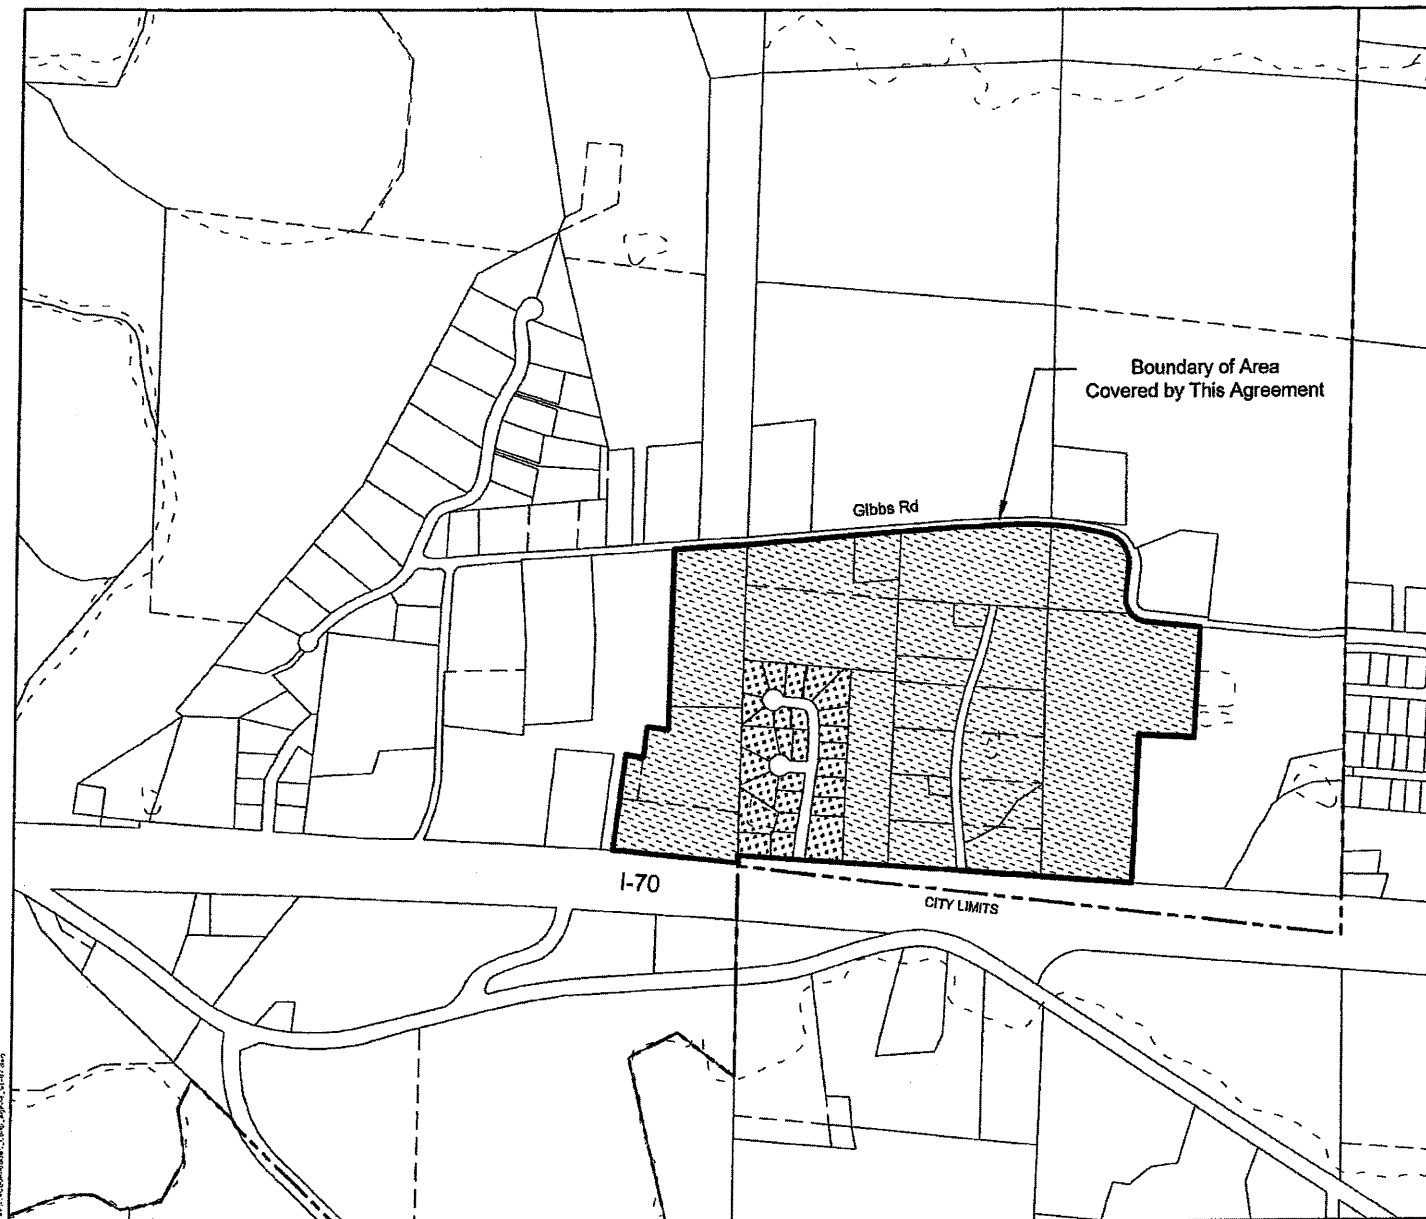 Boundary of Area
Covered by This Agreement
Gibbs Rd
I-70
CITY LIMITS